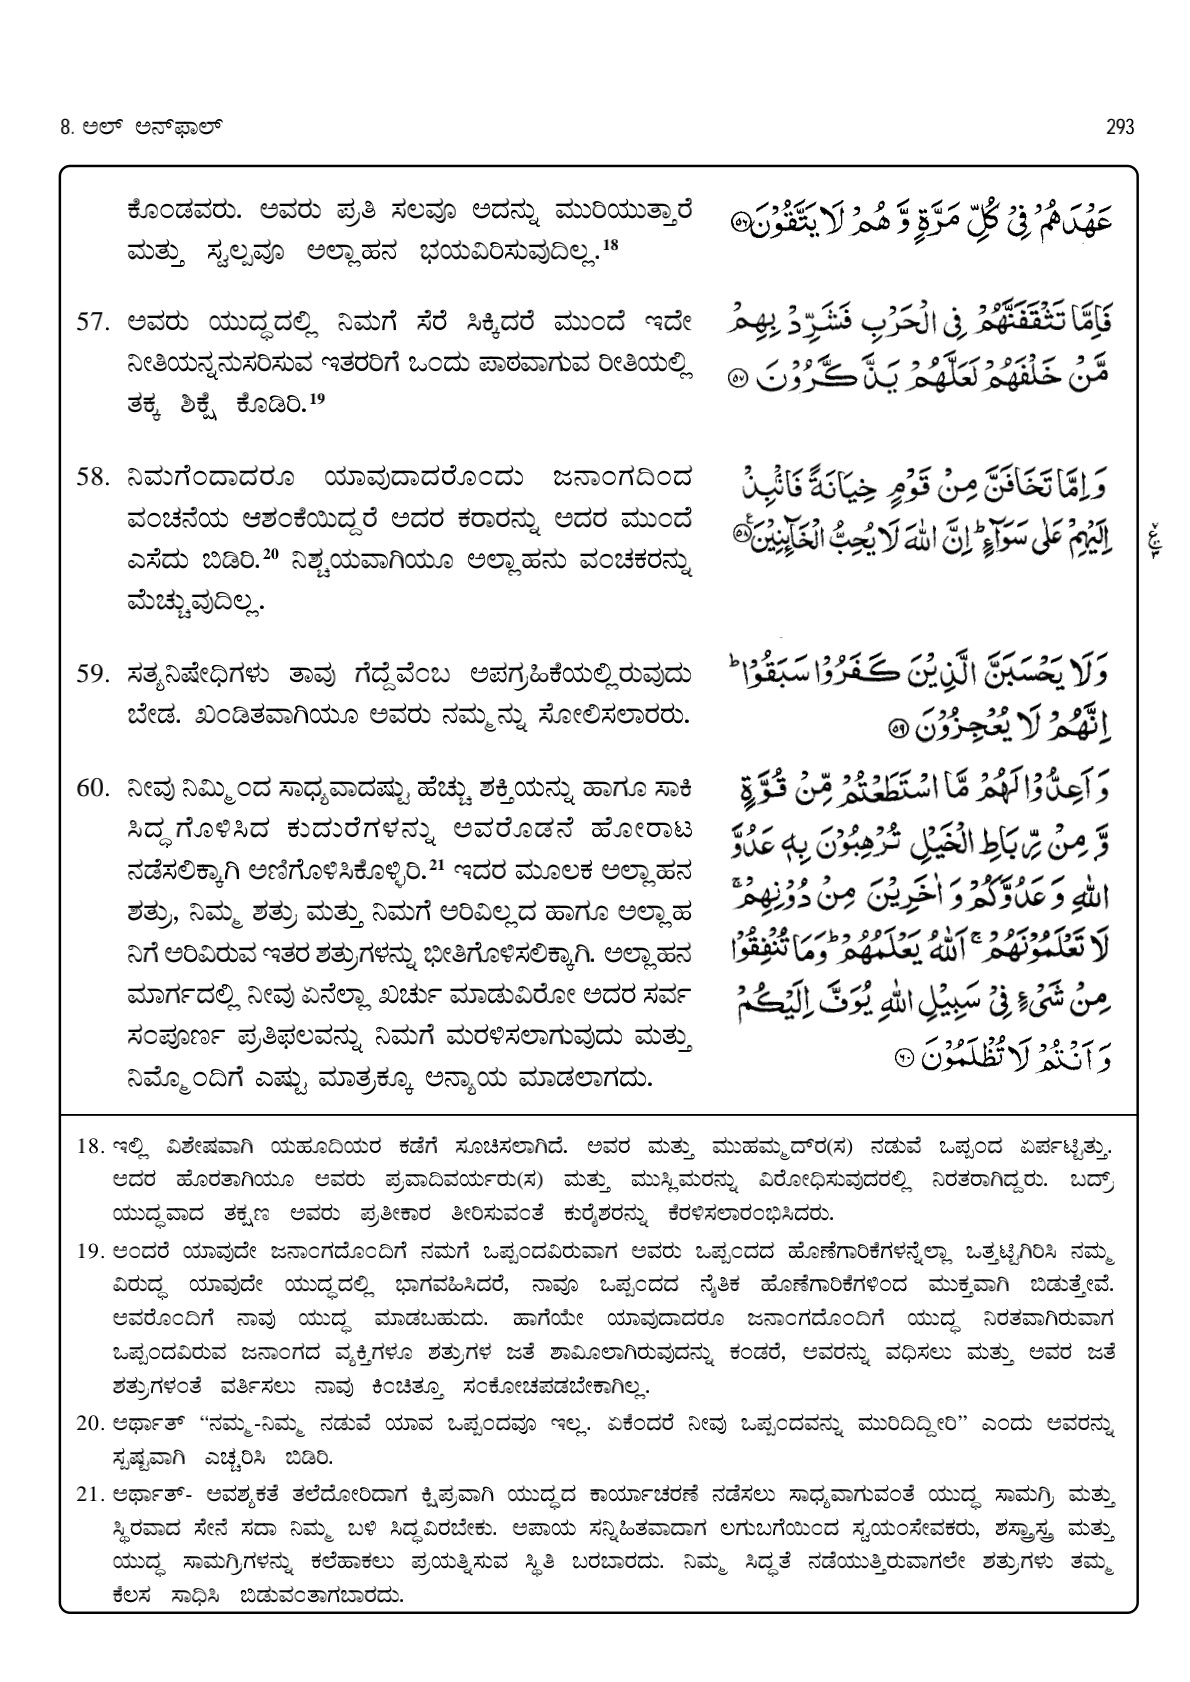 8. ಅಲ್ ಅನ್‌ಫಾಲ್
293
ಕೊಂಡವರು. ಅವರು ಪ್ರತಿ ಸಲವೂ ಅದನ್ನು ಮುರಿಯುತ್ತಾರೆ
ಮತ್ತು ಸ್ವಲ್ಪವೂ ಅಲ್ಲಾಹನ ಭಯವಿರಿಸುವುದಿಲ್ಲ.18
عَهْدَهُمْ فِيْ كُلِّ مَرَّةٍ وَّ هُمْ لَا يَتَّقُوْنَ ۝٥٦
57. ಅವರು ಯುದ್ಧದಲ್ಲಿ ನಿಮಗೆ ಸೆರೆ ಸಿಕ್ಕಿದರೆ ಮುಂದೆ ಇದೇ
ನೀತಿಯನ್ನನುಸರಿಸುವ ಇತರರಿಗೆ ಒಂದು ಪಾಠವಾಗುವ ರೀತಿಯಲ್ಲಿ
ತಕ್ಕ ಶಿಕ್ಷೆ ಕೊಡಿರಿ.19
فَاِمَّا تَثْقَفَنَّهُمْ فِي الْحَرْبِ فَشَرِّدْ بِهِمْ
مَّنْ خَلْفَهُمْ لَعَلَّهُمْ يَذَّكَّرُوْنَ ۝٥٧
58. ನಿಮಗೆಂದಾದರೂ ಯಾವುದಾದರೊಂದು ಜನಾಂಗದಿಂದ
ವಂಚನೆಯ ಆಶಂಕೆಯಿದ್ದರೆ ಅದರ ಕರಾರನ್ನು ಅದರ ಮುಂದೆ
ಎಸೆದು ಬಿಡಿರಿ.20 ನಿಶ್ಚಯವಾಗಿಯೂ ಅಲ್ಲಾಹನು ವಂಚಕರನ್ನು
ಮೆಚ್ಚುವುದಿಲ್ಲ.
وَ اِمَّا تَخَافَنَّ مِنْ قَوْمٍ خِيَانَةً فَانْۢبِذْ
اِلَيْهِمْ عَلٰى سَوَآءٍ ؕ اِنَّ اللّٰهَ لَا يُحِبُّ الْخَآئِنِيْنَ ۝٥٨
59. ಸತ್ಯನಿಷೇಧಿಗಳು ತಾವು ಗೆದ್ದೆವೆಂಬ ಅಪಗ್ರಹಿಕೆಯಲ್ಲಿರುವುದು
ಬೇಡ. ಖಂಡಿತವಾಗಿಯೂ ಅವರು ನಮ್ಮನ್ನು ಸೋಲಿಸಲಾರರು.
وَلَا يَحْسَبَنَّ الَّذِيْنَ كَفَرُوْا سَبَقُوْا ؕ
اِنَّهُمْ لَا يُعْجِزُوْنَ ۝٥٩
60. ನೀವು ನಿಮ್ಮಿಂದ ಸಾಧ್ಯವಾದಷ್ಟು ಹೆಚ್ಚು ಶಕ್ತಿಯನ್ನು ಹಾಗೂ ಸಾಕಿ
ಸಿದ್ಧಗೊಳಿಸಿದ ಕುದುರೆಗಳನ್ನು ಅವರೊಡನೆ ಹೋರಾಟ
ನಡೆಸಲಿಕ್ಕಾಗಿ ಅಣಿಗೊಳಿಸಿಕೊಳ್ಳಿರಿ.21 ಇದರ ಮೂಲಕ ಅಲ್ಲಾಹನ
ಶತ್ರು, ನಿಮ್ಮ ಶತ್ರು ಮತ್ತು ನಿಮಗೆ ಅರಿವಿಲ್ಲದ ಹಾಗೂ ಅಲ್ಲಾಹ
ನಿಗೆ ಅರಿವಿರುವ ಇತರ ಶತ್ರುಗಳನ್ನು ಭೀತಿಗೊಳಿಸಲಿಕ್ಕಾಗಿ. ಅಲ್ಲಾಹನ
ಮಾರ್ಗದಲ್ಲಿ ನೀವು ಏನೆಲ್ಲಾ ಖರ್ಚು ಮಾಡುವಿರೋ ಅದರ ಸರ್ವ
ಸಂಪೂರ್ಣ ಪ್ರತಿಫಲವನ್ನು ನಿಮಗೆ ಮರಳಿಸಲಾಗುವುದು ಮತ್ತು
ನಿಮ್ಮೊಂದಿಗೆ ಎಷ್ಟು ಮಾತ್ರಕ್ಕೂ ಅನ್ಯಾಯ ಮಾಡಲಾಗದು.
وَ اَعِدُّوْا لَهُمْ مَّا اسْتَطَعْتُمْ مِّنْ قُوَّةٍ
وَّ مِنْ رِّبَاطِ الْخَيْلِ تُرْهِبُوْنَ بِهٖ عَدُوَّ
اللّٰهِ وَ عَدُوَّكُمْ وَ اٰخَرِيْنَ مِنْ دُوْنِهِمْ ۚ
لَا تَعْلَمُوْنَهُمْ ۚ اَللّٰهُ يَعْلَمُهُمْ ؕ وَمَا تُنْفِقُوْا
مِنْ شَيْءٍ فِيْ سَبِيْلِ اللّٰهِ يُوَفَّ اِلَيْكُمْ
وَ اَنْتُمْ لَا تُظْلَمُوْنَ ۝٦٠
18. ಇಲ್ಲಿ ವಿಶೇಷವಾಗಿ ಯಹೂದಿಯರ ಕಡೆಗೆ ಸೂಚಿಸಲಾಗಿದೆ. ಅವರ ಮತ್ತು ಮುಹಮ್ಮದ್‌ರ(ಸ) ನಡುವೆ ಒಪ್ಪಂದ ಏರ್ಪಟ್ಟಿತ್ತು.
ಅದರ ಹೊರತಾಗಿಯೂ ಅವರು ಪ್ರವಾದಿವರ್ಯರು(ಸ) ಮತ್ತು ಮುಸ್ಲಿಮರನ್ನು ವಿರೋಧಿಸುವುದರಲ್ಲಿ ನಿರತರಾಗಿದ್ದರು. ಬದ್ರ್
ಯುದ್ಧವಾದ ತಕ್ಷಣ ಅವರು ಪ್ರತೀಕಾರ ತೀರಿಸುವಂತೆ ಕುರೈಶರನ್ನು ಕೆರಳಿಸಲಾರಂಭಿಸಿದರು.
19. ಅಂದರೆ ಯಾವುದೇ ಜನಾಂಗದೊಂದಿಗೆ ನಮಗೆ ಒಪ್ಪಂದವಿರುವಾಗ ಅವರು ಒಪ್ಪಂದದ ಹೊಣೆಗಾರಿಕೆಗಳನ್ನೆಲ್ಲಾ ಒತ್ತಟ್ಟಿಗಿರಿಸಿ ನಮ್ಮ
ವಿರುದ್ಧ ಯಾವುದೇ ಯುದ್ಧದಲ್ಲಿ ಭಾಗವಹಿಸಿದರೆ, ನಾವೂ ಒಪ್ಪಂದದ ನೈತಿಕ ಹೊಣೆಗಾರಿಕೆಗಳಿಂದ ಮುಕ್ತವಾಗಿ ಬಿಡುತ್ತೇವೆ.
ಅವರೊಂದಿಗೆ ನಾವು ಯುದ್ಧ ಮಾಡಬಹುದು. ಹಾಗೆಯೇ ಯಾವುದಾದರೂ ಜನಾಂಗದೊಂದಿಗೆ ಯುದ್ಧ ನಿರತವಾಗಿರುವಾಗ
ಒಪ್ಪಂದವಿರುವ ಜನಾಂಗದ ವ್ಯಕ್ತಿಗಳೂ ಶತ್ರುಗಳ ಜತೆ ಶಾಮೀಲಾಗಿರುವುದನ್ನು ಕಂಡರೆ, ಅವರನ್ನು ವಧಿಸಲು ಮತ್ತು ಅವರ ಜತೆ
ಶತ್ರುಗಳಂತೆ ವರ್ತಿಸಲು ನಾವು ಕಿಂಚಿತ್ತೂ ಸಂಕೋಚಪಡಬೇಕಾಗಿಲ್ಲ.
20. ಅರ್ಥಾತ್ “ನಮ್ಮ-ನಿಮ್ಮ ನಡುವೆ ಯಾವ ಒಪ್ಪಂದವೂ ಇಲ್ಲ. ಏಕೆಂದರೆ ನೀವು ಒಪ್ಪಂದವನ್ನು ಮುರಿದಿದ್ದೀರಿ” ಎಂದು ಅವರನ್ನು
ಸ್ಪಷ್ಟವಾಗಿ ಎಚ್ಚರಿಸಿ ಬಿಡಿರಿ.
21. ಅರ್ಥಾತ್- ಅವಶ್ಯಕತೆ ತಲೆದೋರಿದಾಗ ಕ್ಷಿಪ್ರವಾಗಿ ಯುದ್ಧದ ಕಾರ್ಯಾಚರಣೆ ನಡೆಸಲು ಸಾಧ್ಯವಾಗುವಂತೆ ಯುದ್ಧ ಸಾಮಗ್ರಿ ಮತ್ತು
ಸ್ಥಿರವಾದ ಸೇನೆ ಸದಾ ನಿಮ್ಮ ಬಳಿ ಸಿದ್ಧವಿರಬೇಕು. ಅಪಾಯ ಸನ್ನಿಹಿತವಾದಾಗ ಲಗುಬಗೆಯಿಂದ ಸ್ವಯಂಸೇವಕರು, ಶಸ್ತ್ರಾಸ್ತ್ರ ಮತ್ತು
ಯುದ್ಧ ಸಾಮಗ್ರಿಗಳನ್ನು ಕಲೆಹಾಕಲು ಪ್ರಯತ್ನಿಸುವ ಸ್ಥಿತಿ ಬರಬಾರದು. ನಿಮ್ಮ ಸಿದ್ಧತೆ ನಡೆಯುತ್ತಿರುವಾಗಲೇ ಶತ್ರುಗಳು ತಮ್ಮ
ಕೆಲಸ ಸಾಧಿಸಿ ಬಿಡುವಂತಾಗಬಾರದು.